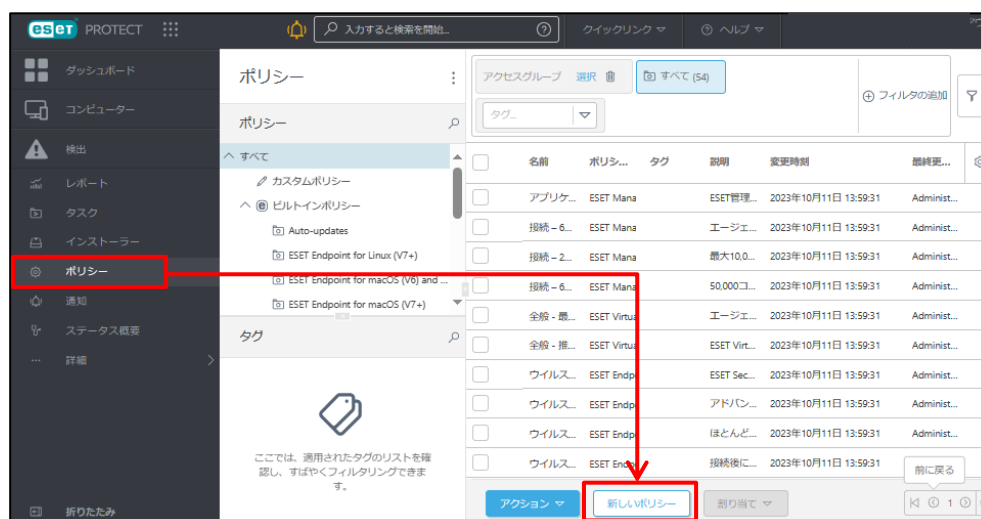 eset PROTECT
入力すると検索を開始...
クイックリンク
ヘルプ
ダッシュボード
コンピューター
検出
レポート
タスク
インストーラー
ポリシー
通知
ステータス概要
詳細
折りたたみ
ポリシー
ポリシー
すべて
カスタムポリシー
ビルトインポリシー
Auto-updates
ESET Endpoint for Linux (V7+)
ESET Endpoint for macOS (V6) and ...
ESET Endpoint for macOS (V7+)
タグ
ここでは、適用されたタグのリストを確
認し、すばやくフィルタリングできま
す。
アクセスグループ 選択 すべて (54)
フィルタの追加
タグ...
名前 ポリシ... タグ 説明 変更時刻 最終更...
アプリケ... ESET Mana ESET管理... 2023年10月11日 13:59:31 Administ...
接続 – 6... ESET Mana エージェ... 2023年10月11日 13:59:31 Administ...
接続 – 2... ESET Mana 最大10,0... 2023年10月11日 13:59:31 Administ...
接続 – 6... ESET Mana 50,000コ... 2023年10月11日 13:59:31 Administ...
全般 - 最... ESET Virtua エージェ... 2023年10月11日 13:59:31 Administ...
全般 - 推... ESET Virtua ESET Virt... 2023年10月11日 13:59:31 Administ...
ウイルス... ESET Endpo ESET Sec... 2023年10月11日 13:59:31 Administ...
ウイルス... ESET Endpo アドバン... 2023年10月11日 13:59:31 Administ...
ウイルス... ESET Endpo ほとんど... 2023年10月11日 13:59:31 Administ...
ウイルス... ESET Endpo 接続後に... 2023年10月11日 13:59:31 Administ...
前に戻る
アクション 新しいポリシー 割り当て 1